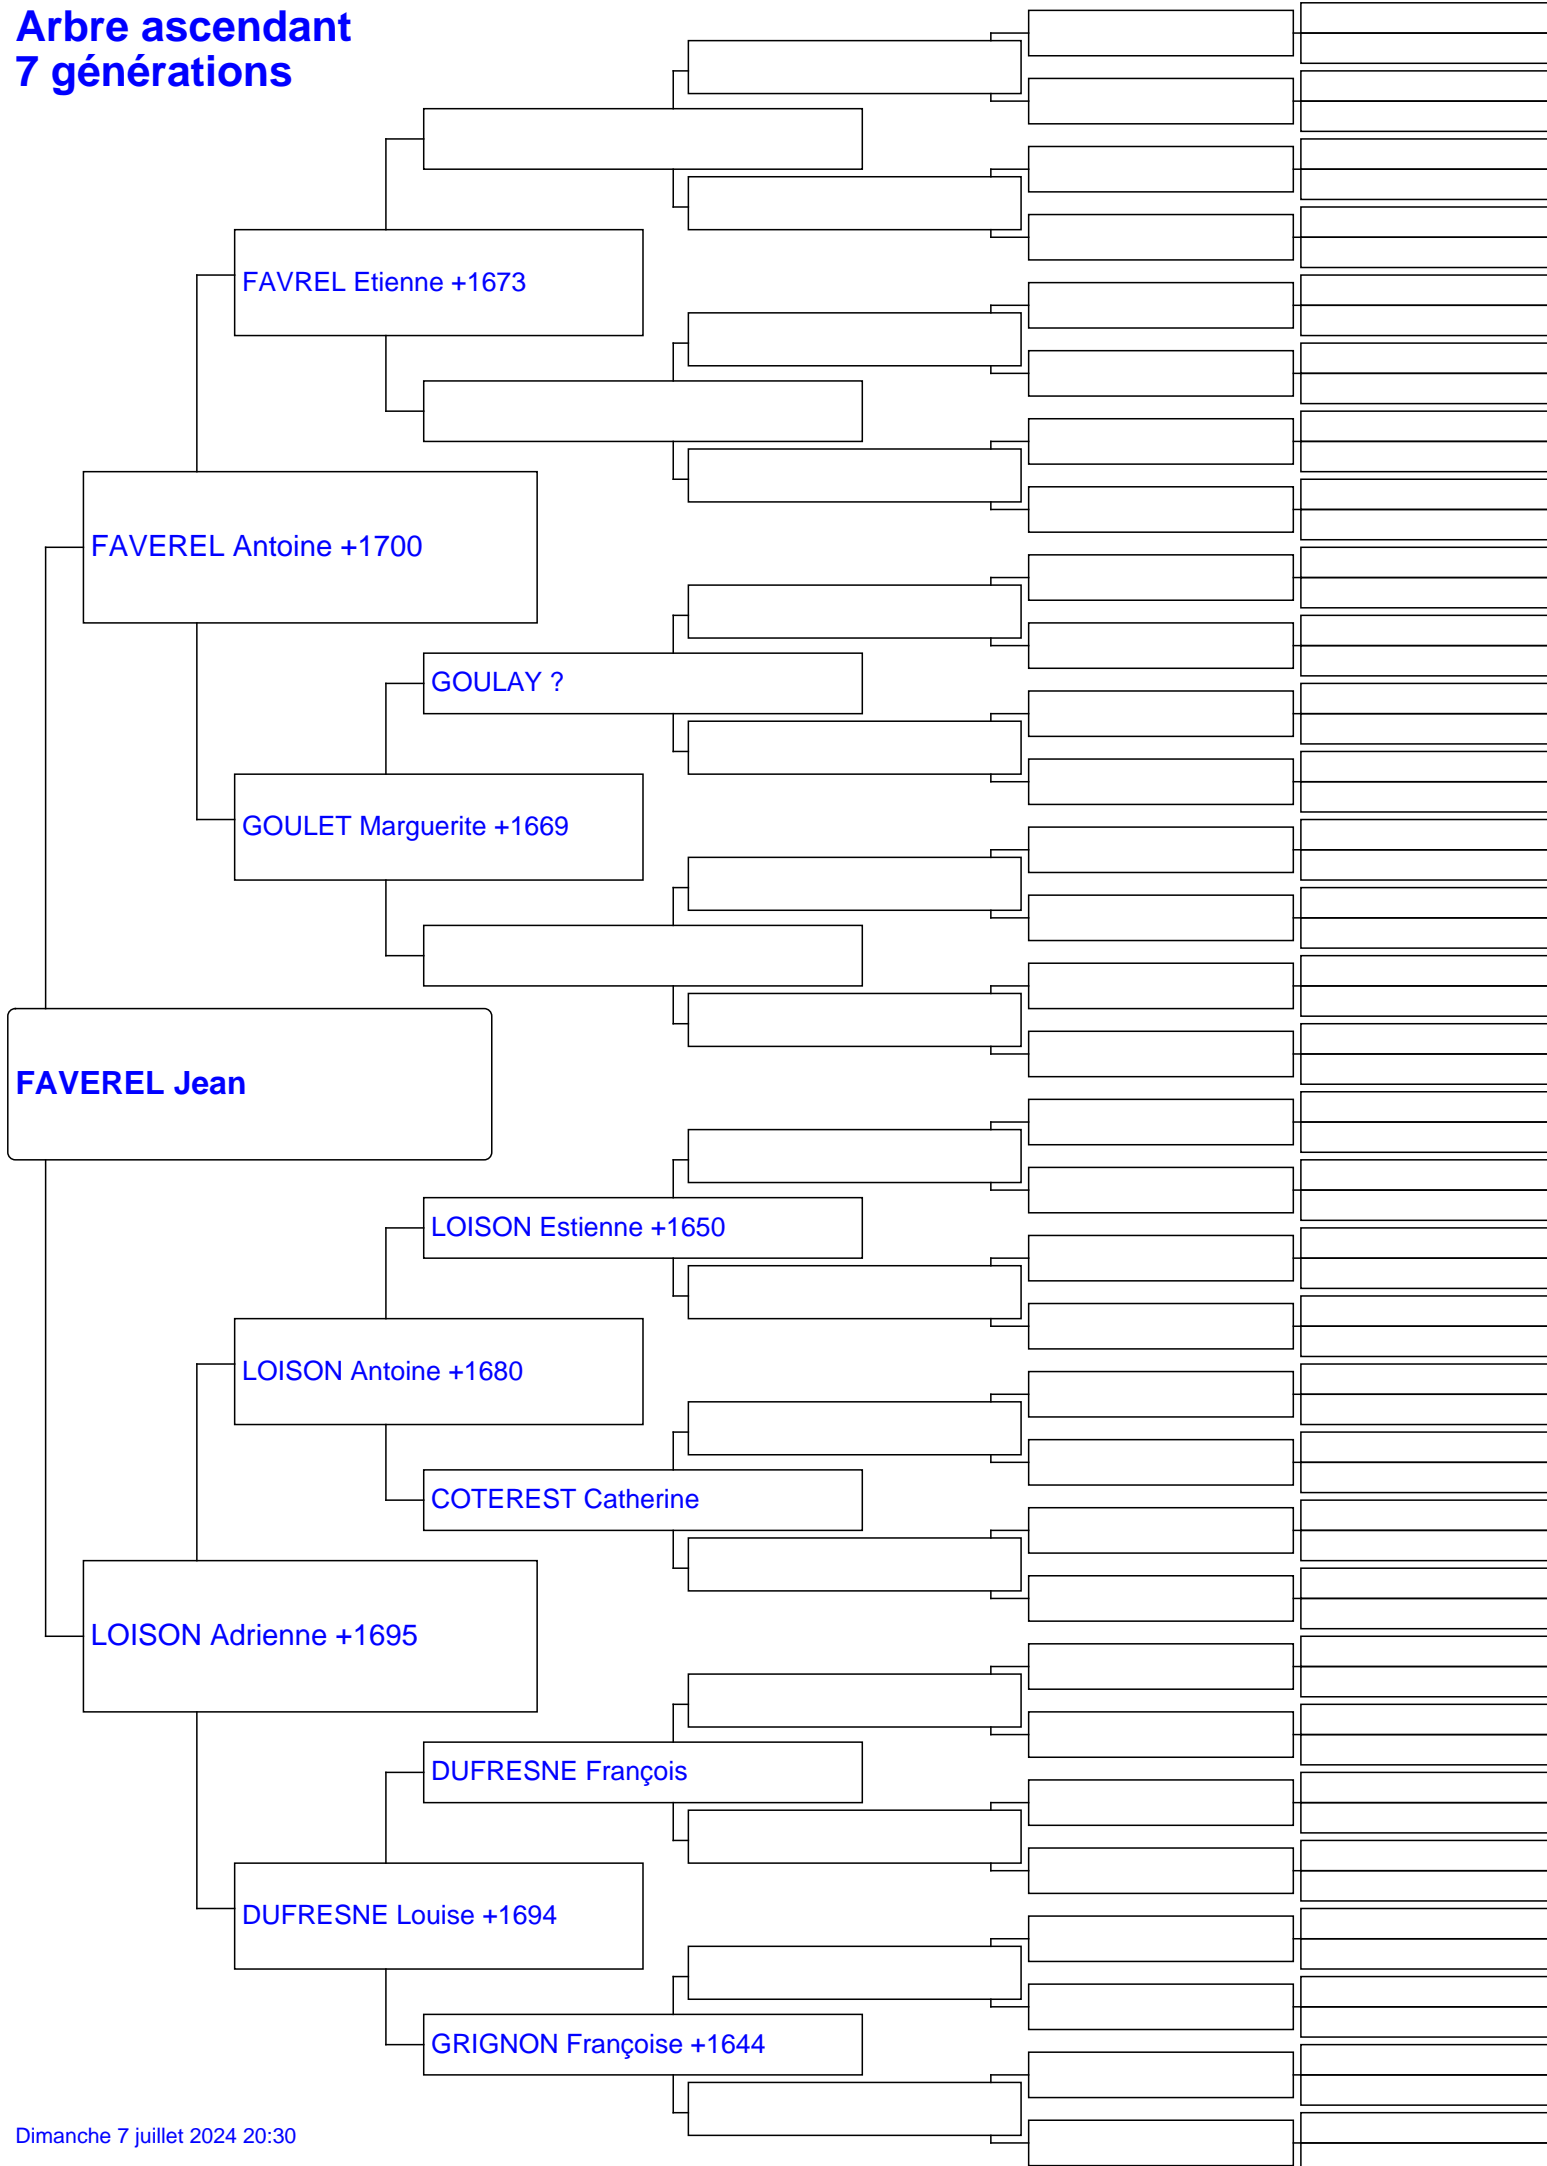 Arbre ascendant
7 générations
FAVREL Etienne +1673
FAVEREL Antoine +1700
GOULAY ?
GOULET Marguerite +1669
FAVEREL Jean
LOISON Estienne +1650
LOISON Antoine +1680
COTEREST Catherine
LOISON Adrienne +1695
DUFRESNE François
DUFRESNE Louise +1694
GRIGNON Françoise +1644
Dimanche 7 juillet 2024 20:30